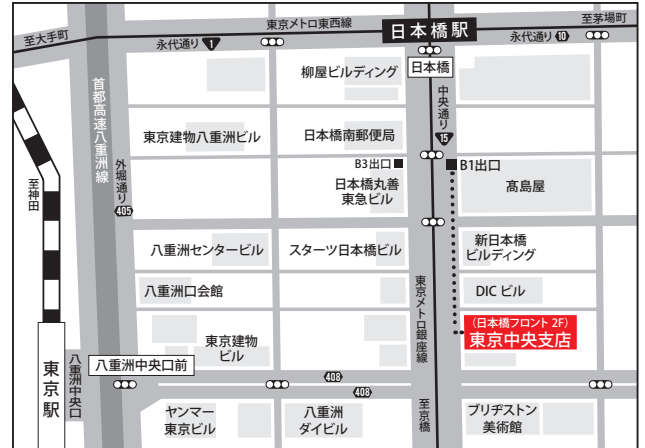 至大手町
東京メトロ東西線
日本橋駅
至茅場町
永代通り
1
永代通り
10
日本橋
柳屋ビルディング
首都高速八重洲線
中央通り
15
東京建物八重洲ビル
日本橋南郵便局
B3出口
B1出口
至神田
外堀通り
405
日本橋丸善
東急ビル
髙島屋
八重洲センタービル
スターツ日本橋ビル
新日本橋
ビルディング
八重洲口会館
東京メトロ銀座線
DIC ビル
(日本橋フロント 2F)
東京中央支店
東京建物
ビル
東京駅
八重洲中央口
八重洲中央口前
408
408
至京橋
ヤンマー
東京ビル
八重洲
ダイビル
ブリヂストン
美術館